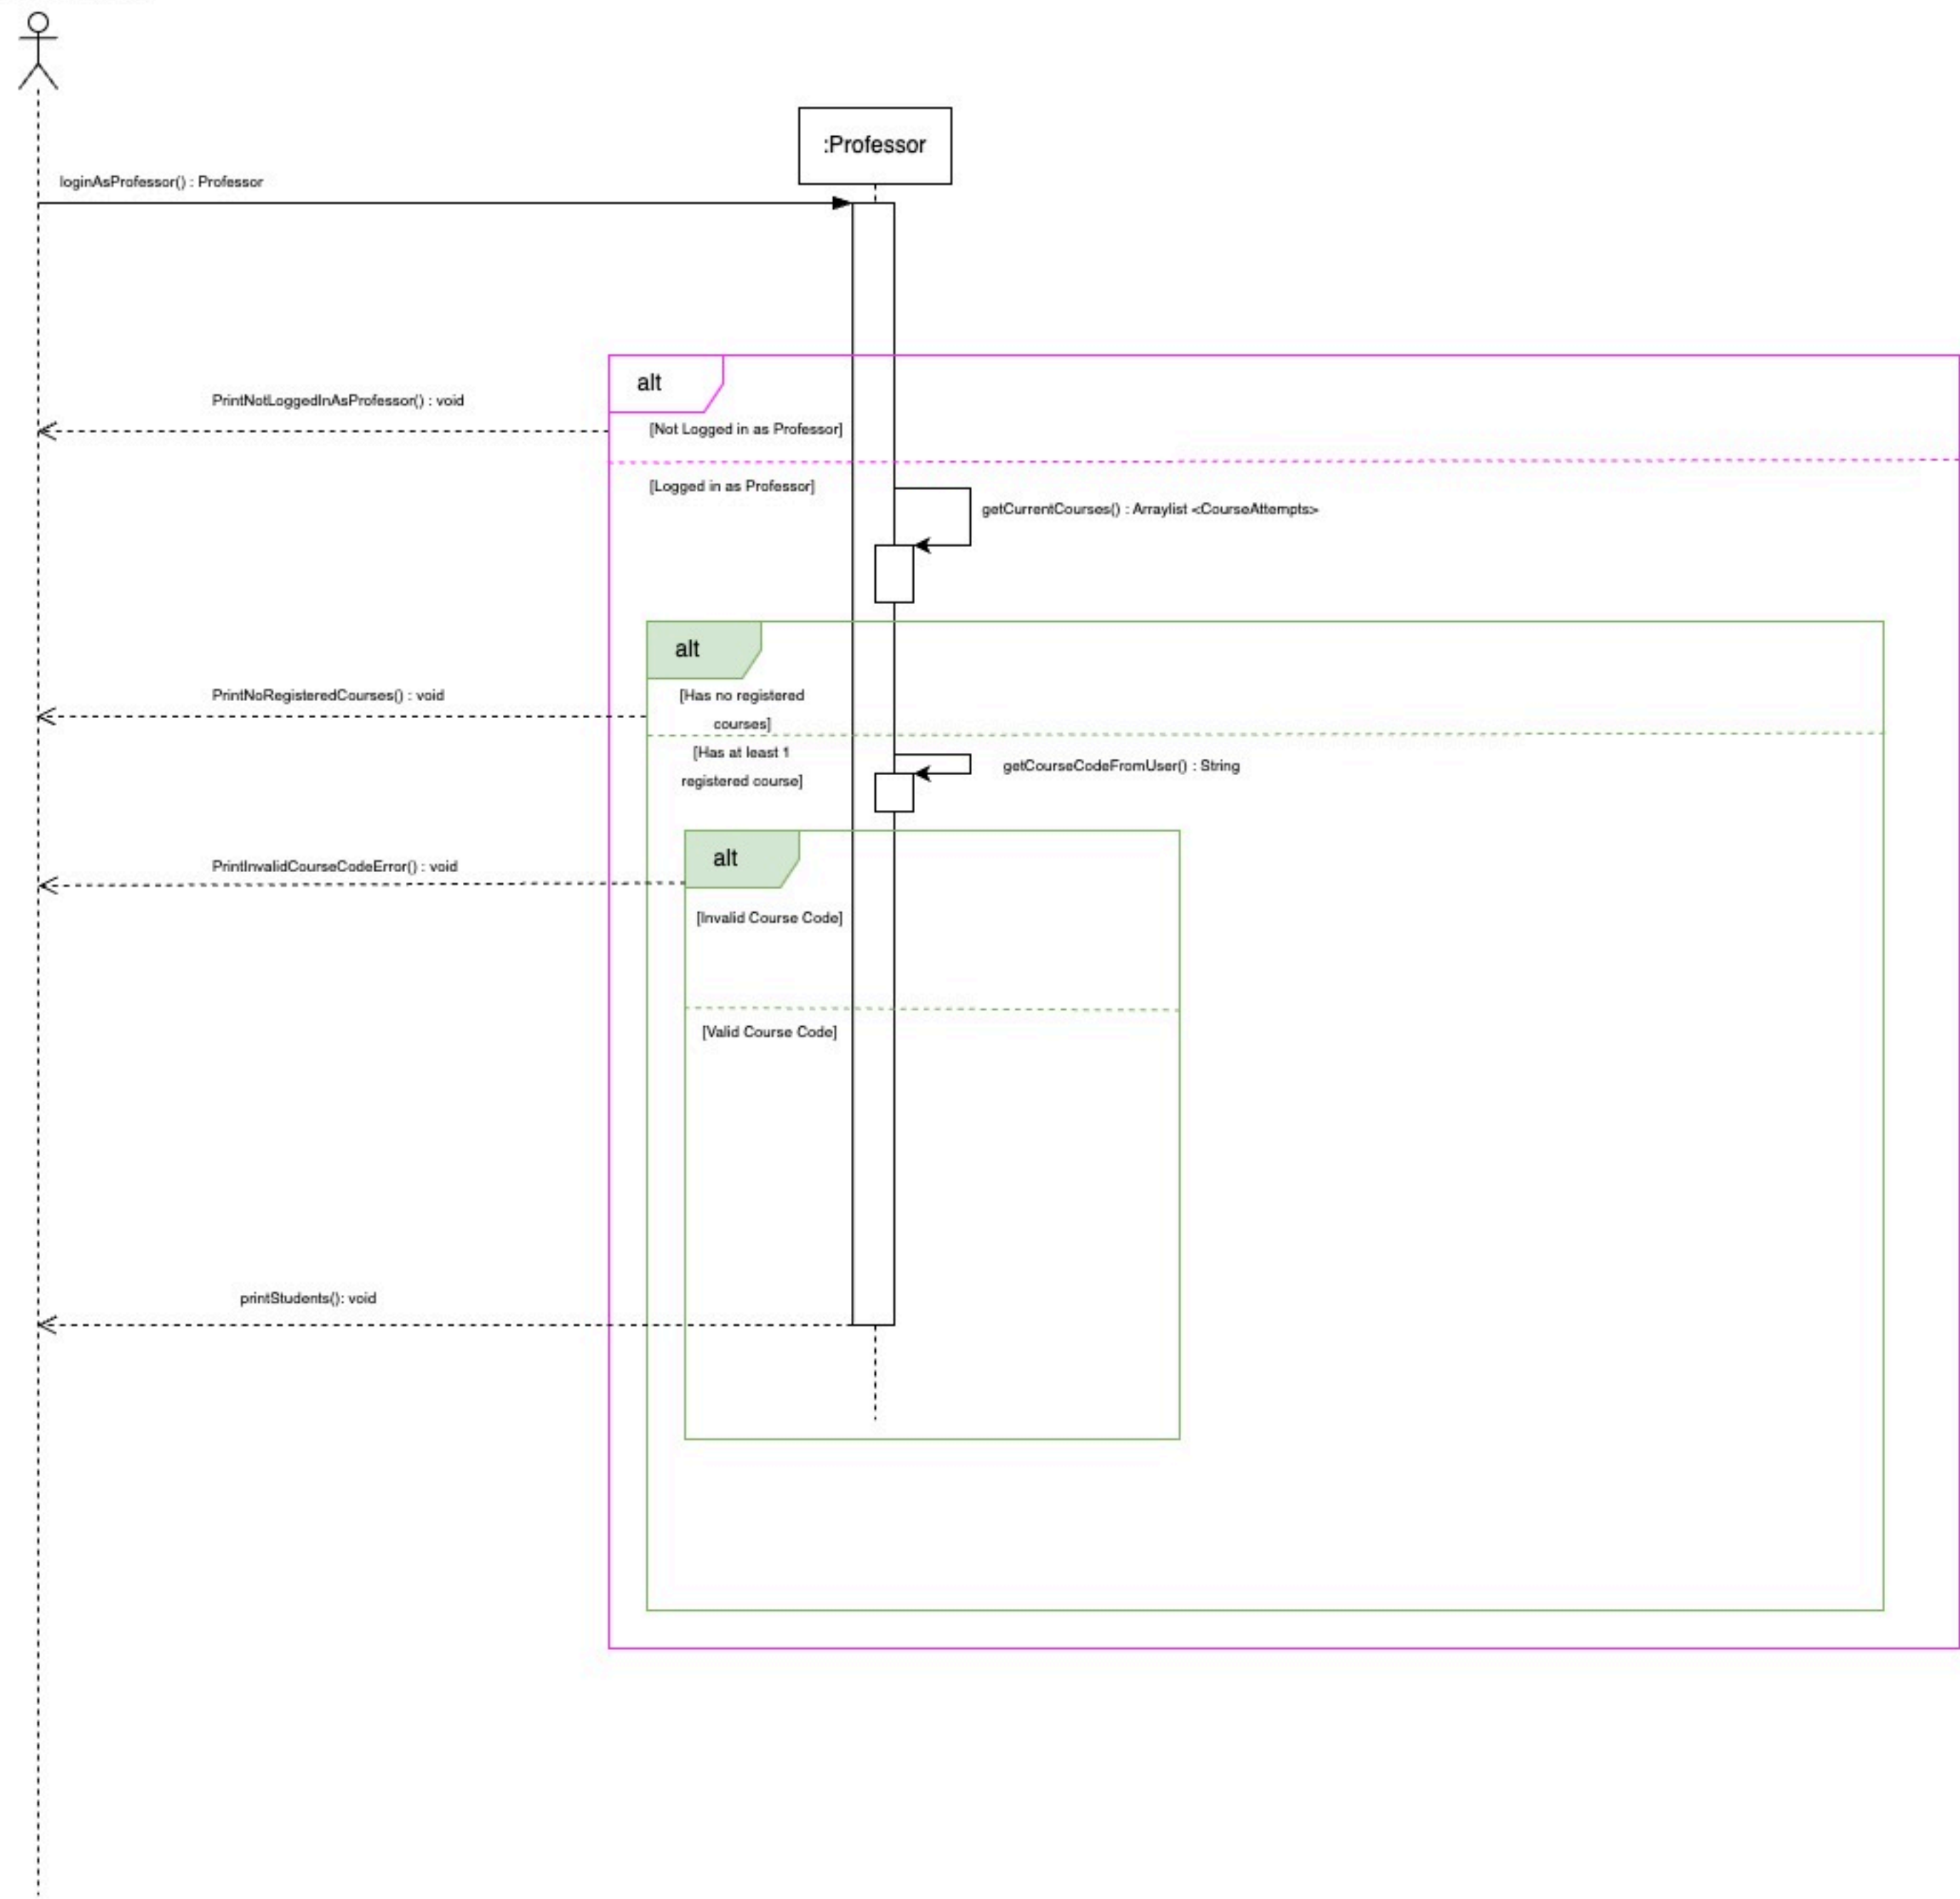 :Professor
loginAsProfessor() : Professor
alt
PrintNotLoggedInAsProfessor() : void
[Not Logged in as Professor]
[Logged in as Professor]
getCurrentCourses() : Arraylist <CourseAttempts>
alt
PrintNoRegisteredCourses() : void
[Has no registered
courses]
[Has at least 1
registered course]
getCourseCodeFromUser() : String
alt
PrintInvalidCourseCodeError() : void
[Invalid Course Code]
[Valid Course Code]
printStudents(): void